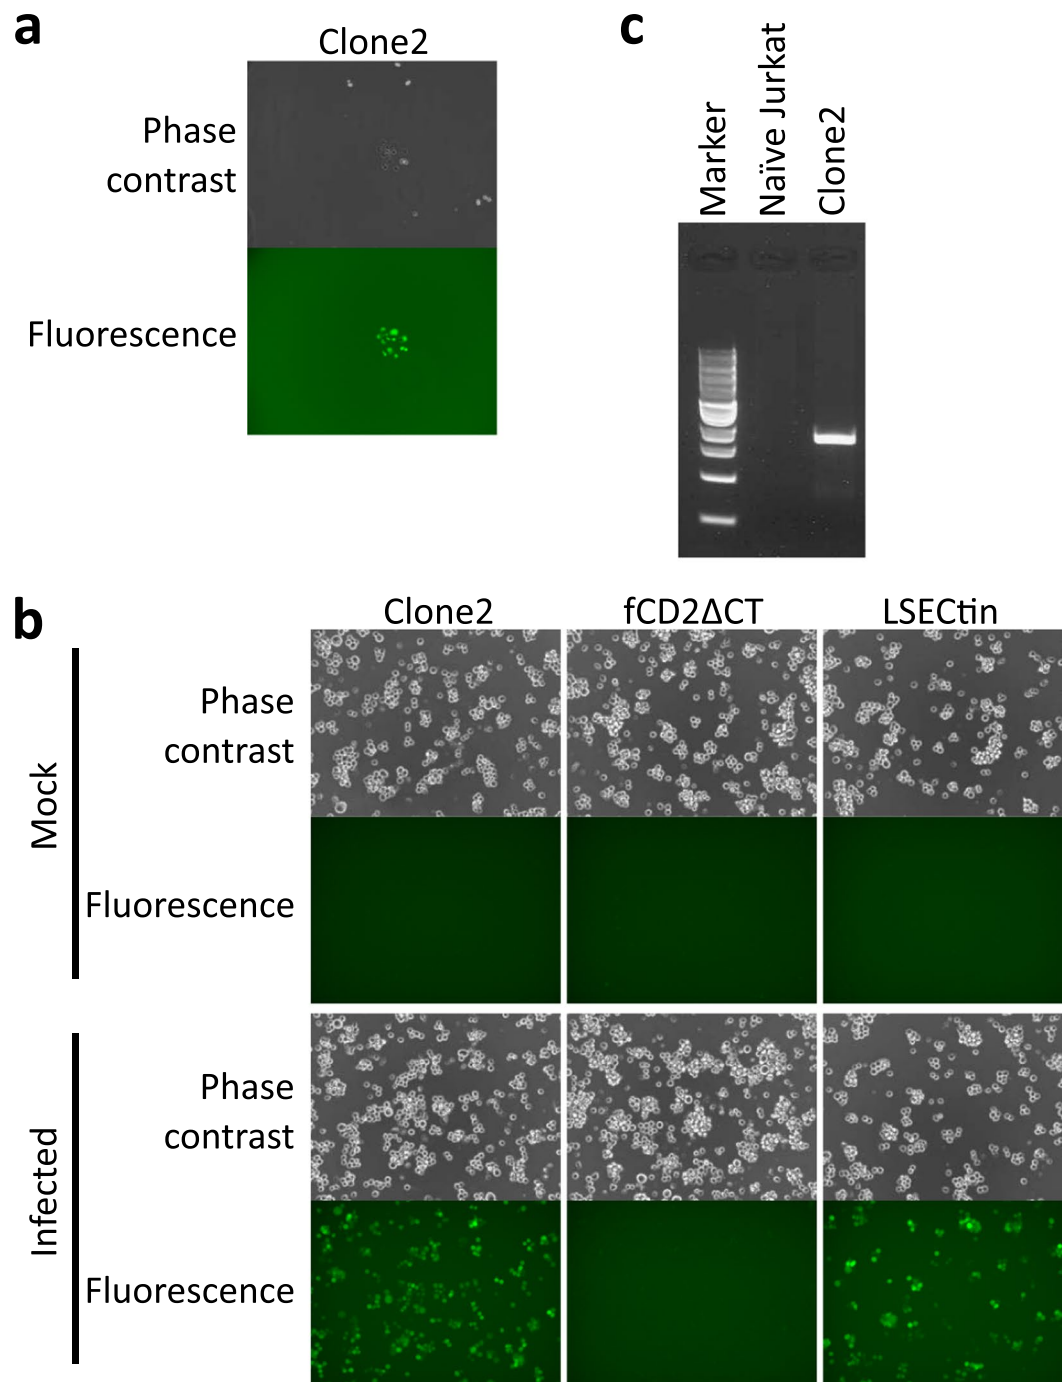 a
Clone2
Phase
contrast
Fluorescence
c
Marker
Naïve Jurkat
Clone2
b
Clone2
fCD2ΔCT
LSECtin
Mock
Phase
contrast
Fluorescence
Infected
Phase
contrast
Fluorescence